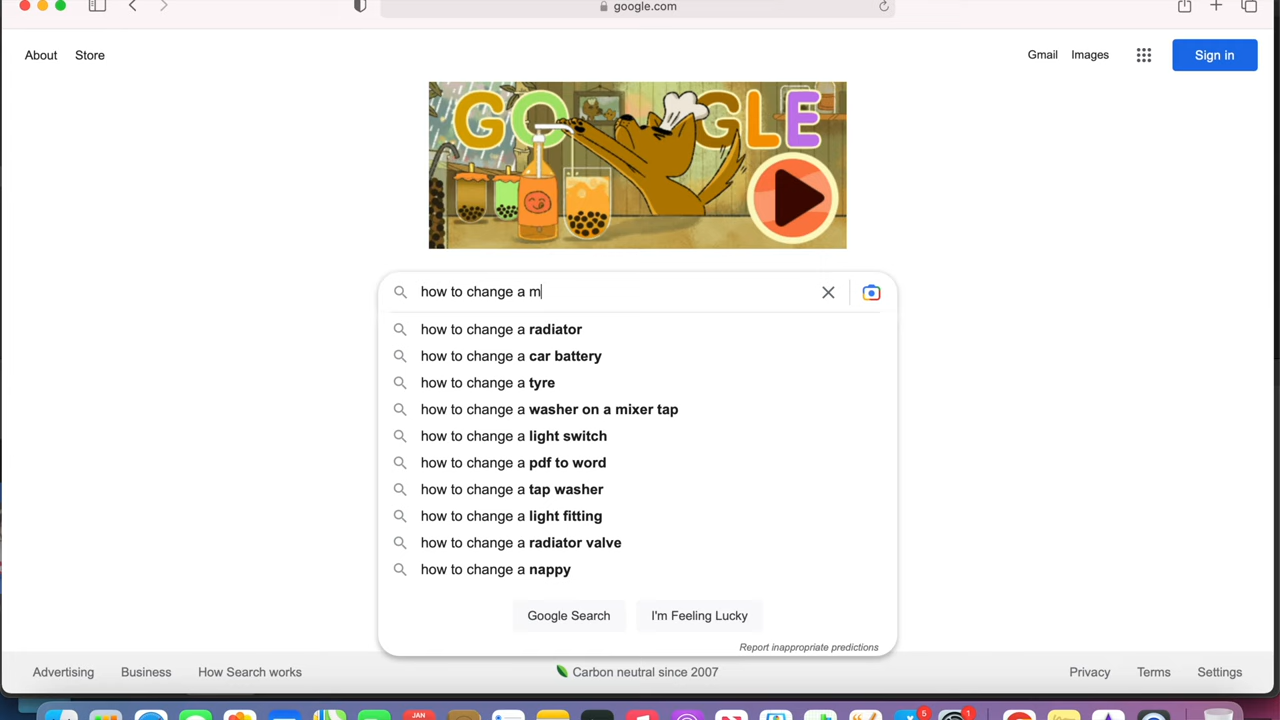 google.com
About Store
Gmail Images Sign in
GOOGLE
how to change a m
how to change a radiator
how to change a car battery
how to change a tyre
how to change a washer on a mixer tap
how to change a light switch
how to change a pdf to word
how to change a tap washer
how to change a light fitting
how to change a radiator valve
how to change a nappy
Google Search I'm Feeling Lucky
Report inappropriate predictions
Advertising Business How Search works Carbon neutral since 2007 Privacy Terms Settings
JAN 5 1